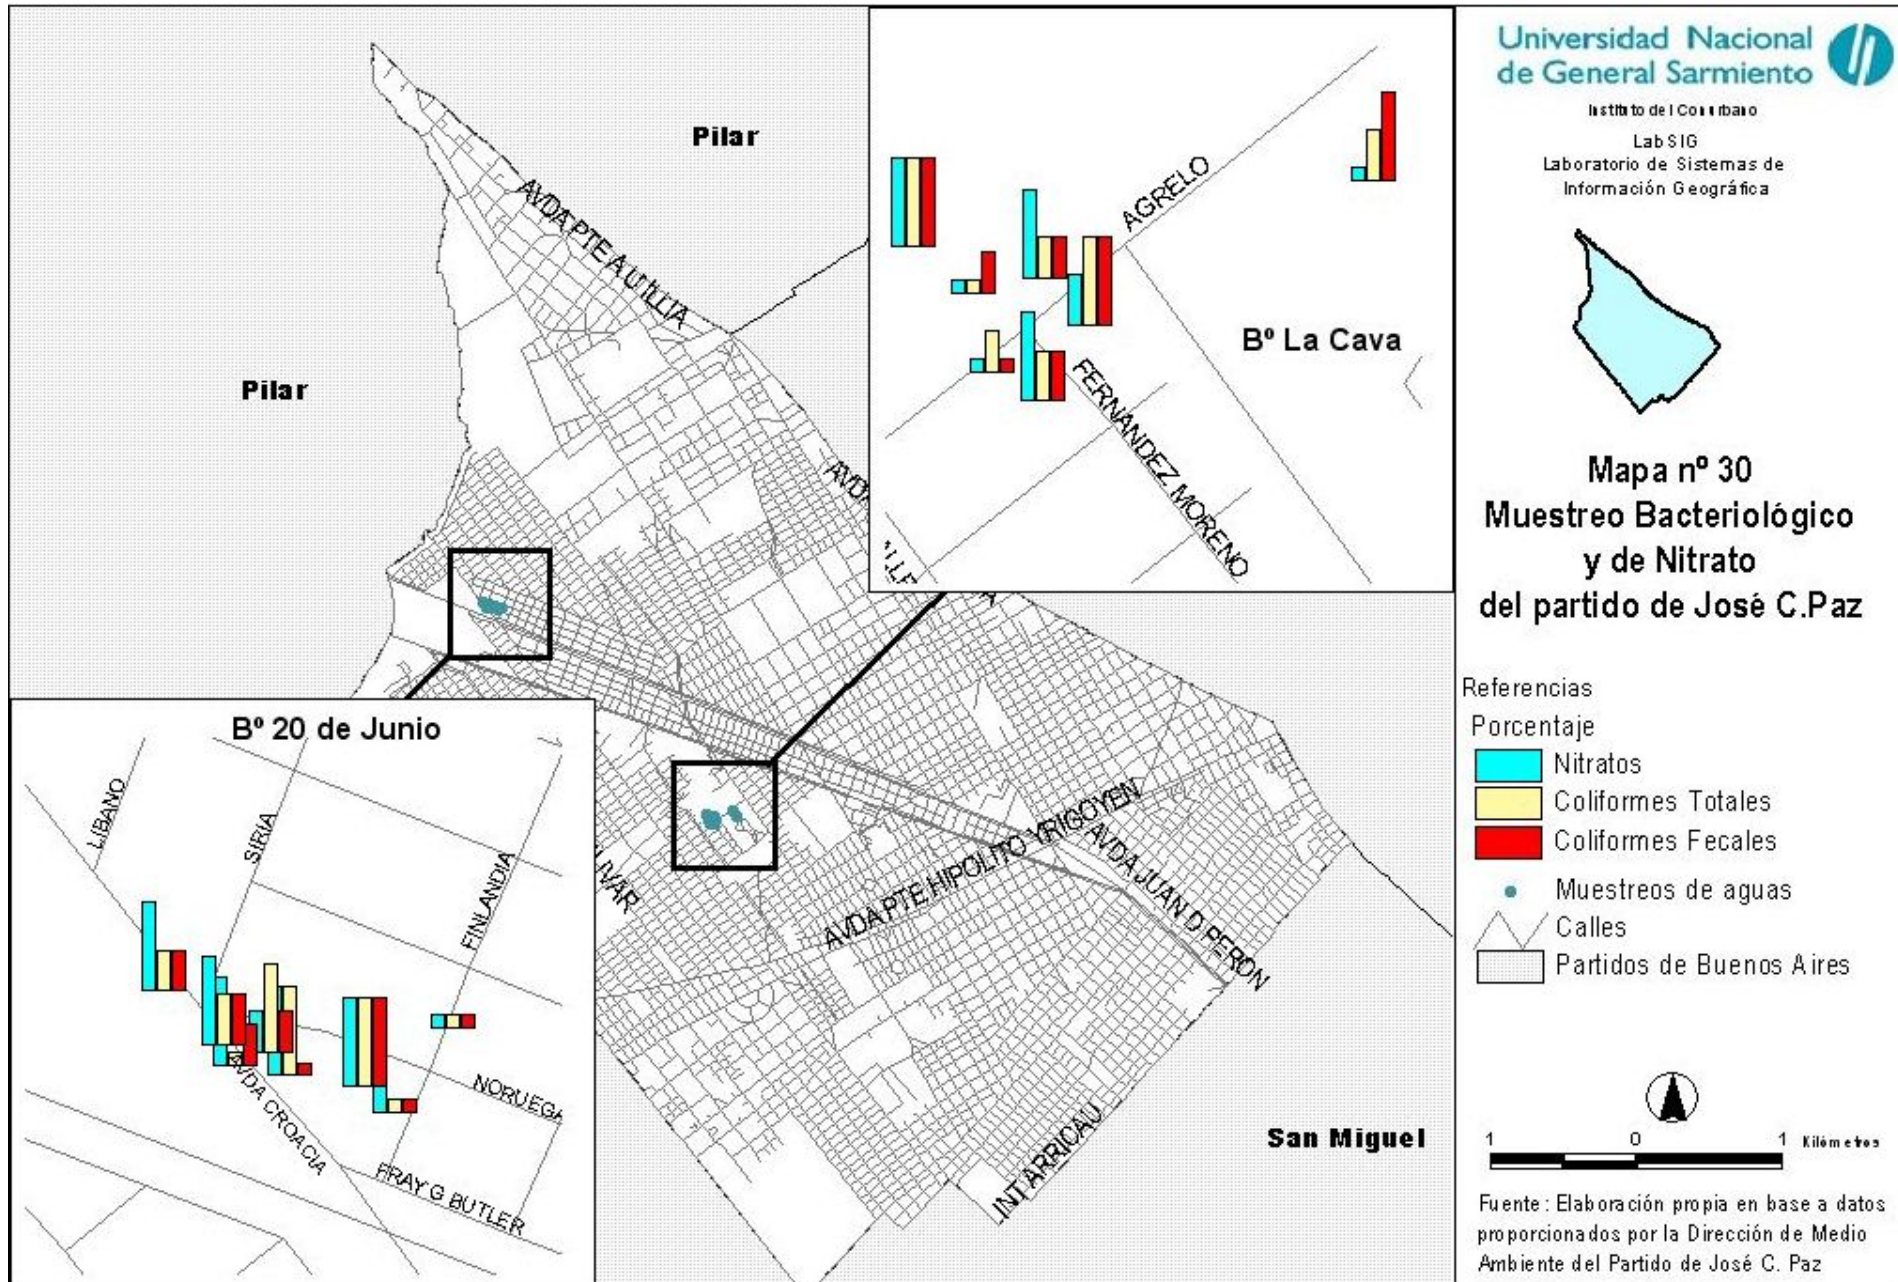 Universidad Nacional
de General Sarmiento
Instituto del Conurbano
LabSIG
Laboratorio de Sistemas de
Información Geográfica
Mapa nº 30
Muestreo Bacteriológico
y de Nitrato
del partido de José C.Paz
Referencias
Porcentaje
Nitratos
Coliformes Totales
Coliformes Fecales
Muestreos de aguas
Calles
Partidos de Buenos Aires
1 0 1 Kilómetros
Fuente: Elaboración propia en base a datos
proporcionados por la Dirección de Medio
Ambiente del Partido de José C. Paz
Pilar
Pilar
San Miguel
AVDA PTE A U ILLIA
AVDA
AVDA PTE HIPOLITO YRIGOYEN
AVDA JUAN D PERON
INT ARRICAU
LIVAR
AGRELO
Bº La Cava
FERNANDEZ MORENO
Bº 20 de Junio
LIBANO
SIRIA
FINLANDIA
NORUEGA
AVDA CROACIA
FRAY G BUTLER